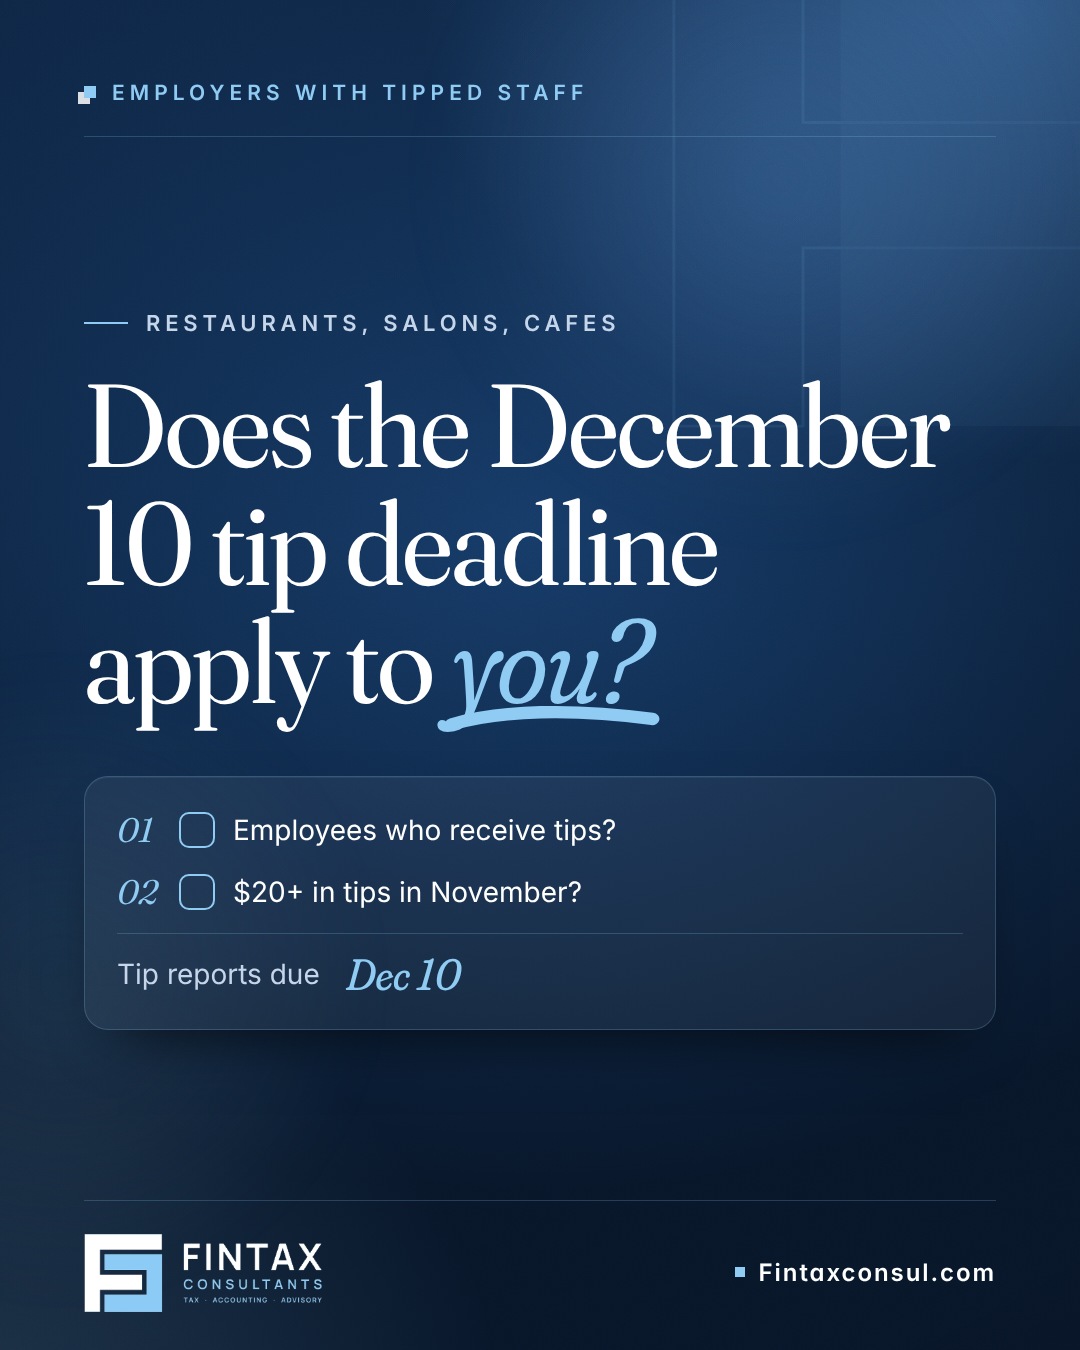 EMPLOYERS WITH TIPPED STAFF
RESTAURANTS, SALONS, CAFES
Does the December
10 tip deadline
apply to you?
01 Employees who receive tips?
02 $20+ in tips in November?
Tip reports due Dec 10
FINTAX
CONSULTANTS
TAX · ACCOUNTING · ADVISORY
Fintaxconsul.com